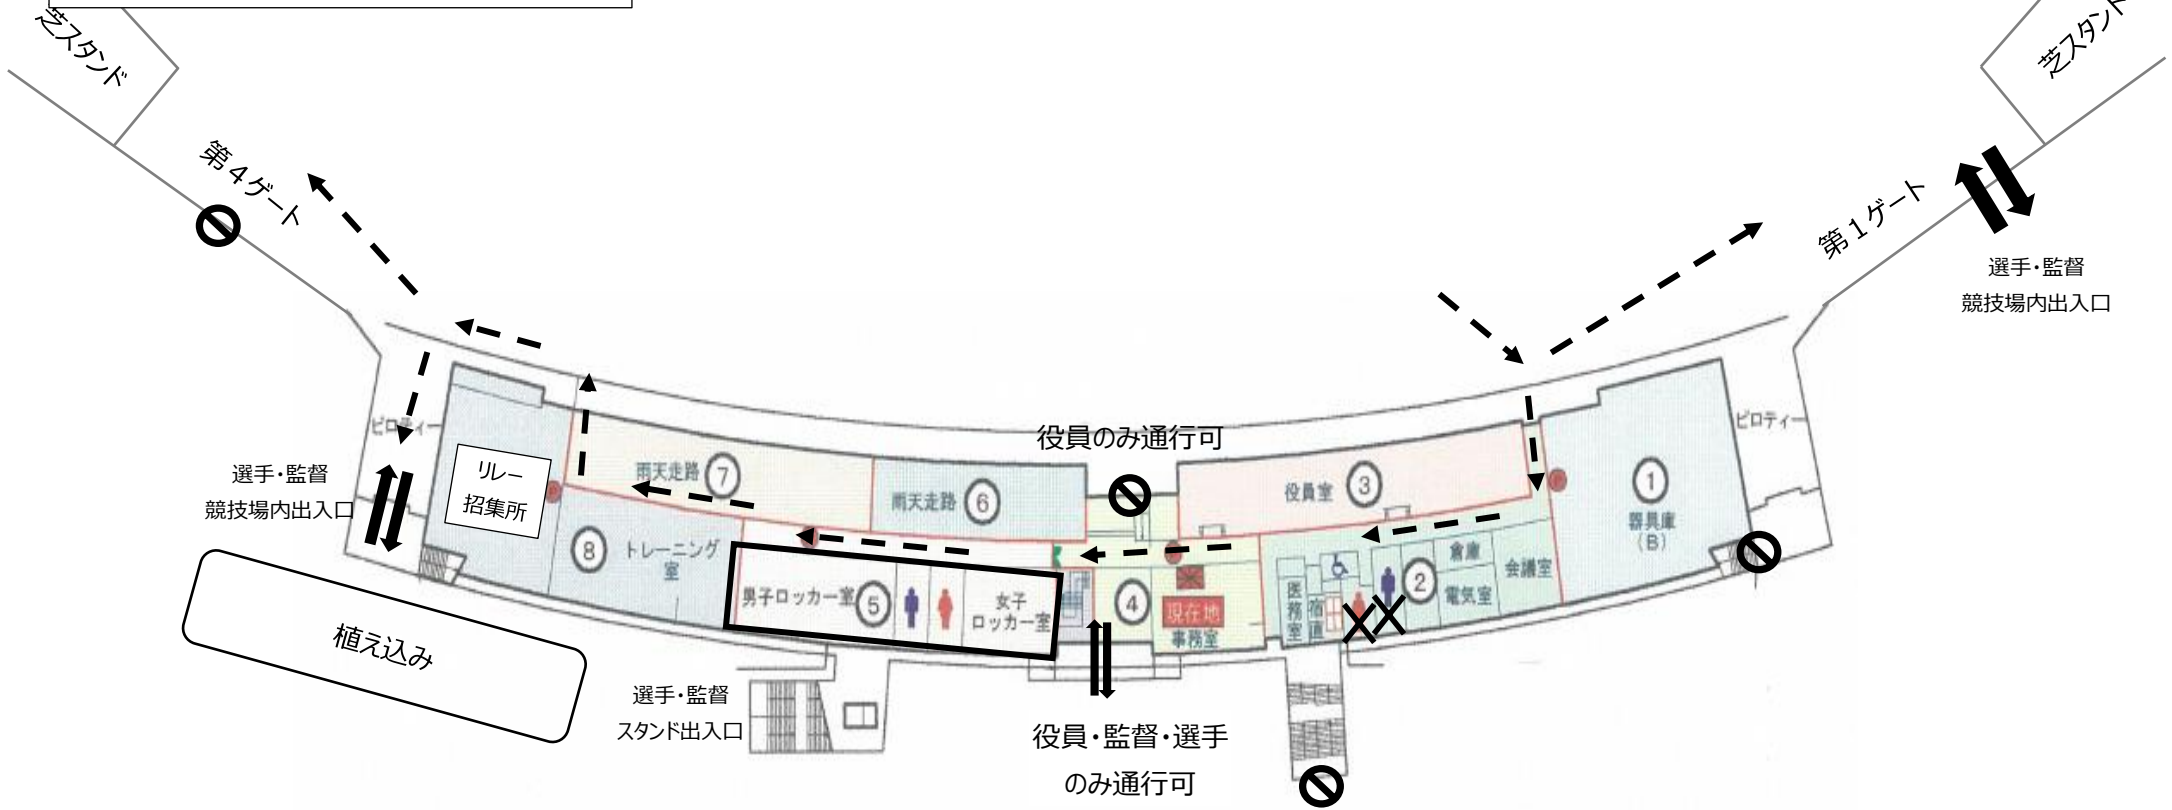 芝スタンド
芝スタンド
第４ゲート
第１ゲート
選手・監督
競技場内出入口
役員のみ通行可
ピロティー
ピロティー
選手・監督
競技場内出入口
リレー
招集所
雨天走路
⑦
雨天走路
⑥
役員室
③
①
器具庫
（B）
⑧
トレーニング
室
男子ロッカー室
⑤
女子
ロッカー室
④
現在地
事務室
医務室
宿直
②
倉庫
電気室
会議室
植え込み
選手・監督
スタンド出入口
役員・監督・選手
のみ通行可